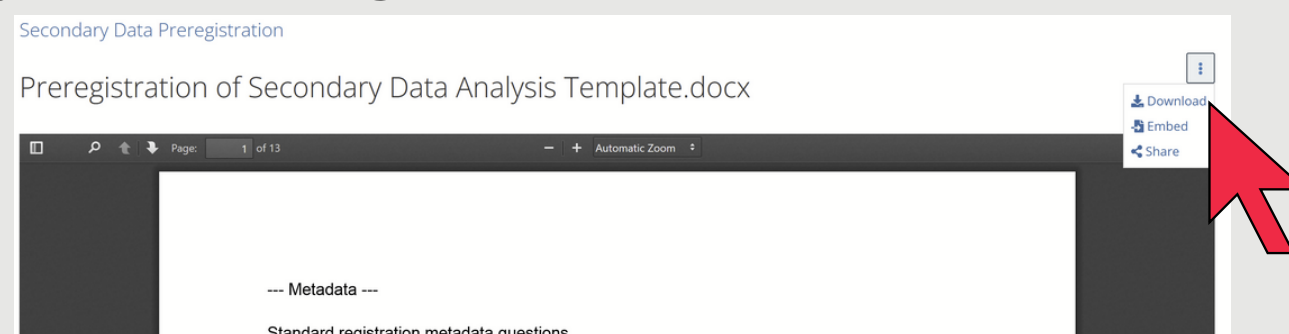 Secondary Data Preregistration
Preregistration of Secondary Data Analysis Template.docx
Download
Embed
Share
Page: 1 of 13 Automatic Zoom
--- Metadata ---
Standard registration metadata questions